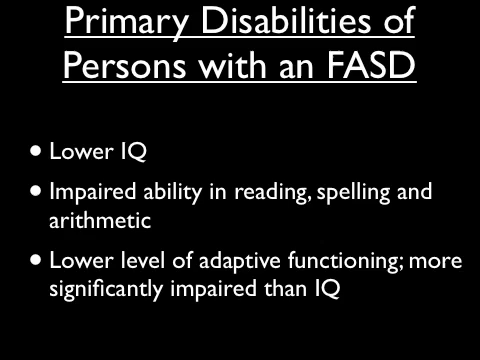 Primary Disabilities of
Persons with an FASD
• Lower IQ
• Impaired ability in reading, spelling and
arithmetic
• Lower level of adaptive functioning; more
significantly impaired than IQ